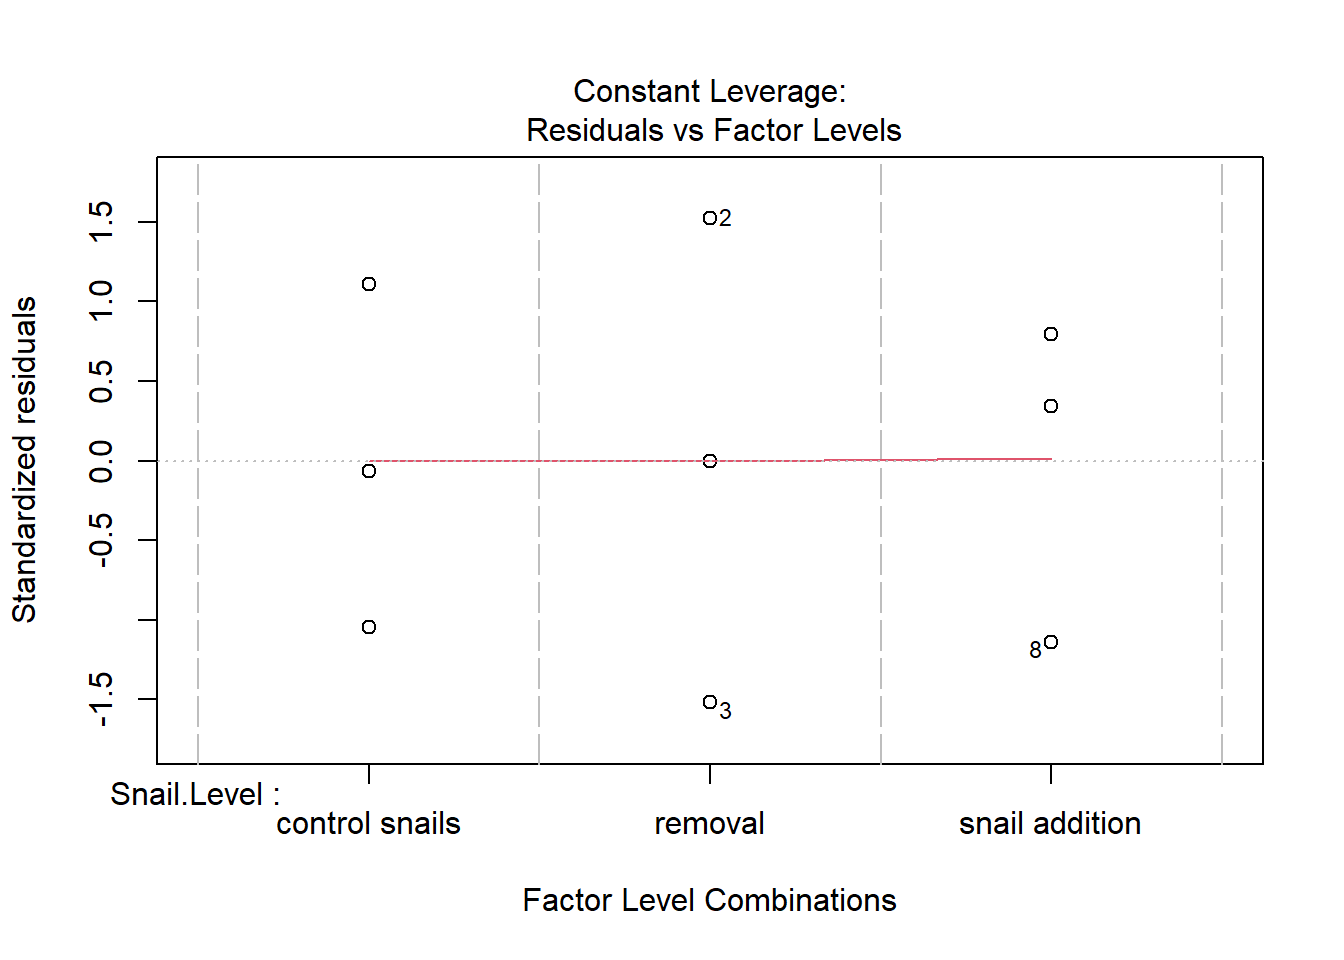 Constant Leverage:
Residuals vs Factor Levels
Standardized residuals
1.5
1.0
0.5
0.0
-0.5
-1.5
2
3
8
Snail.Level :
control snails
removal
snail addition
Factor Level Combinations